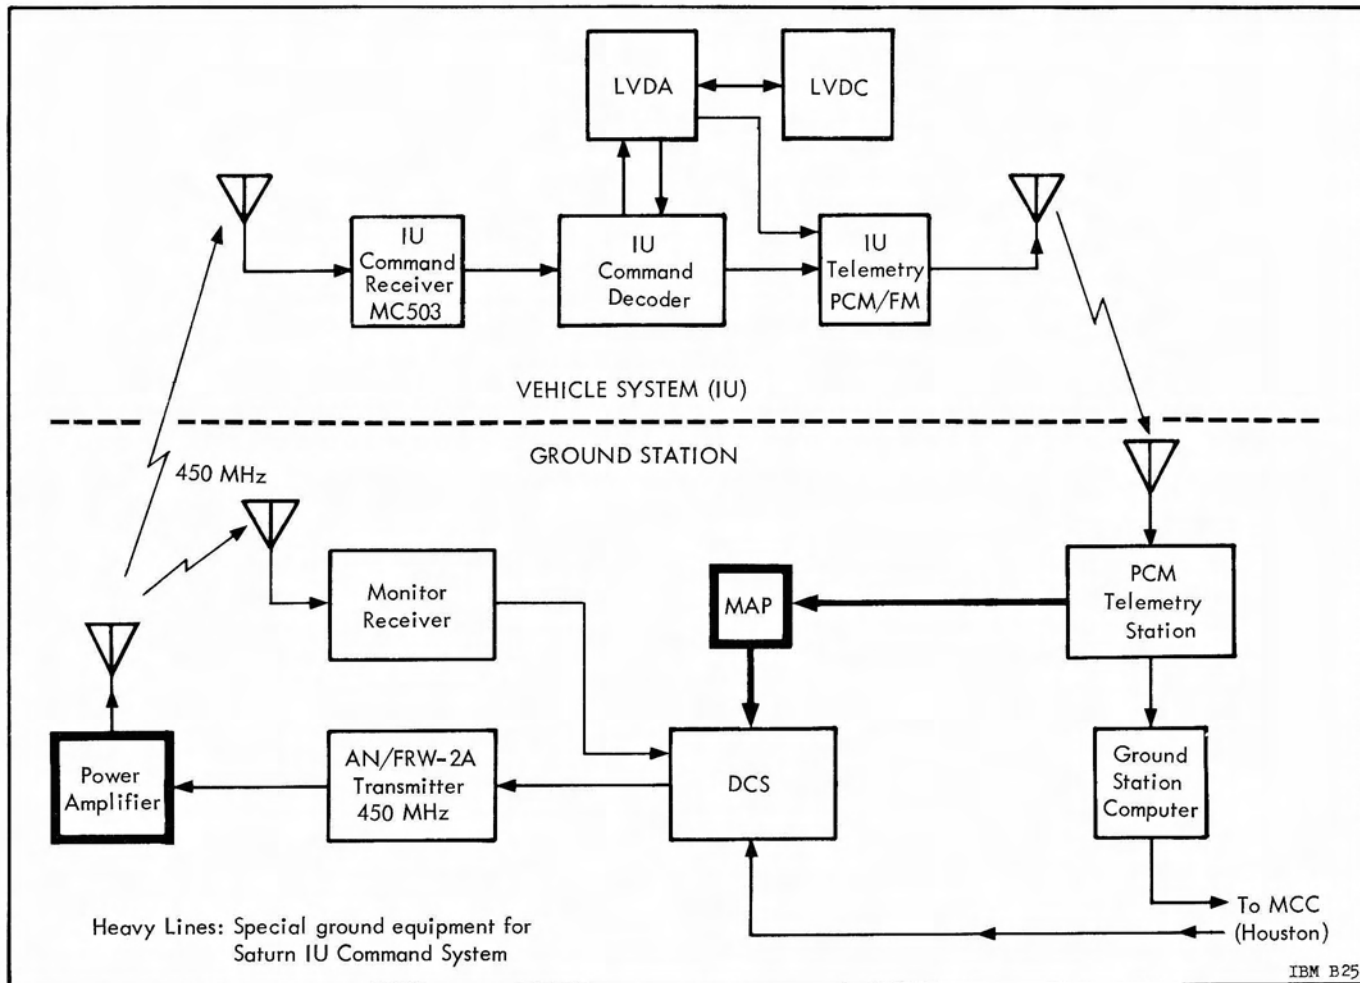 LVDA
LVDC
IU
Command
Receiver
MC503
IU
Command
Decoder
IU
Telemetry
PCM/FM
VEHICLE SYSTEM (IU)
GROUND STATION
450 MHz
Monitor
Receiver
MAP
PCM
Telemetry
Station
Power
Amplifier
AN/FRW-2A
Transmitter
450 MHz
DCS
Ground
Station
Computer
To MCC
(Houston)
Heavy Lines: Special ground equipment for
Saturn IU Command System
IBM B25